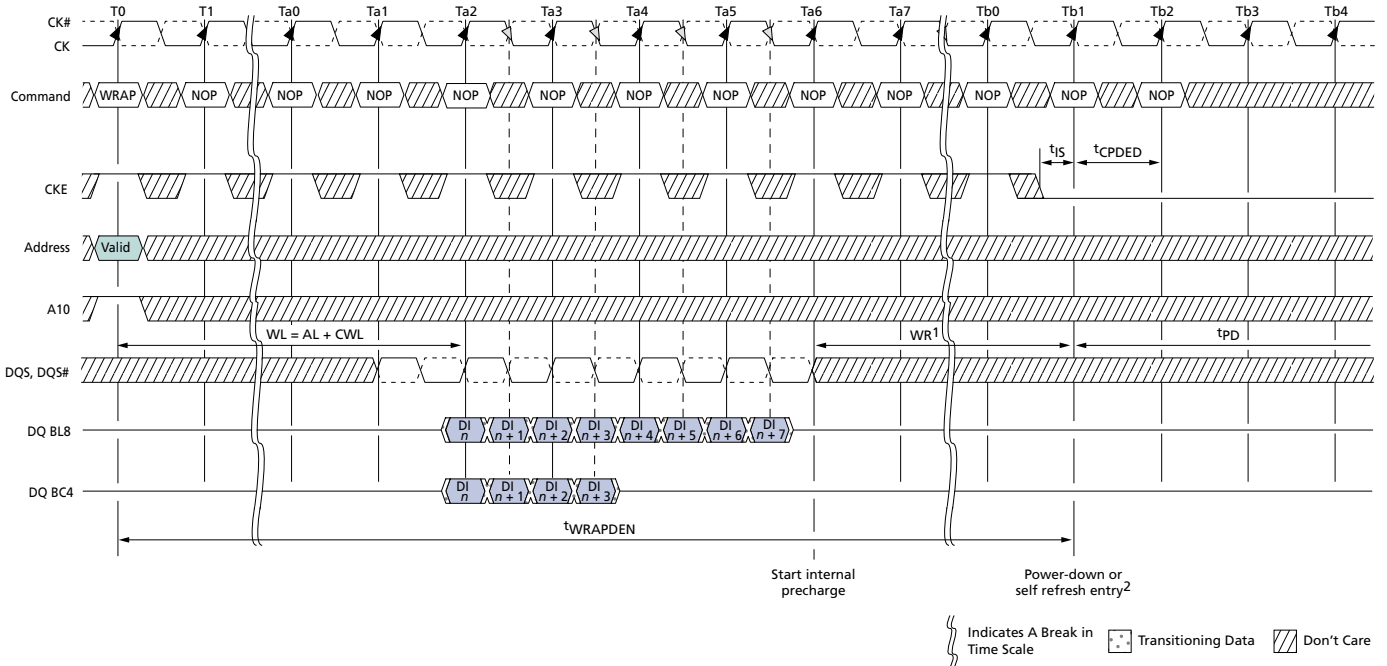 T0 T1 Ta0 Ta1 Ta2 Ta3 Ta4 Ta5 Ta6 Ta7 Tb0 Tb1 Tb2 Tb3 Tb4
CK#
CK
Command WRAP NOP NOP NOP NOP NOP NOP NOP NOP NOP NOP NOP NOP
tIS tCPDED
CKE
Address Valid
A10
WL = AL + CWL WR1 tPD
DQS, DQS#
DQ BL8 DI n DI n + 1 DI n + 2 DI n + 3 DI n + 4 DI n + 5 DI n + 6 DI n + 7
DQ BC4 DI n DI n + 1 DI n + 2 DI n + 3
tWRAPDEN
Start internal
precharge
Power-down or
self refresh entry2
Indicates A Break in
Time Scale
Transitioning Data
Don't Care